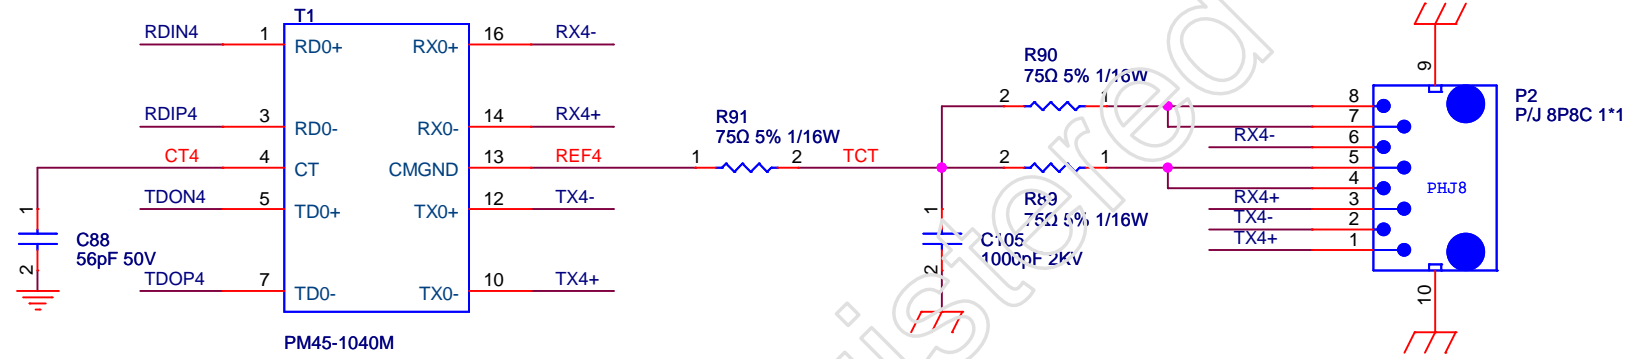 T1
RDIN4 1 RD0+ RX0+ 16 RX4-
RDIP4 3 RD0- RX0- 14 RX4+
CT4 4 CT CMGND 13 REF4
TDON4 5 TD0+ TX0+ 12 TX4-
TDOP4 7 TD0- TX0- 10 TX4+
PM45-1040M
1
2
C88
56pF 50V
R91
75Ω 5% 1/16W
1 2
TCT
R90
75Ω 5% 1/16W
2 1
2 1
R89
75Ω 5% 1/16W
1
2
C105
1000pF 2KV
9
8
7
RX4- 6
5
4
RX4+ 3
TX4- 2
TX4+ 1
10
PHJ8
P2
P/J 8P8C 1*1
istered